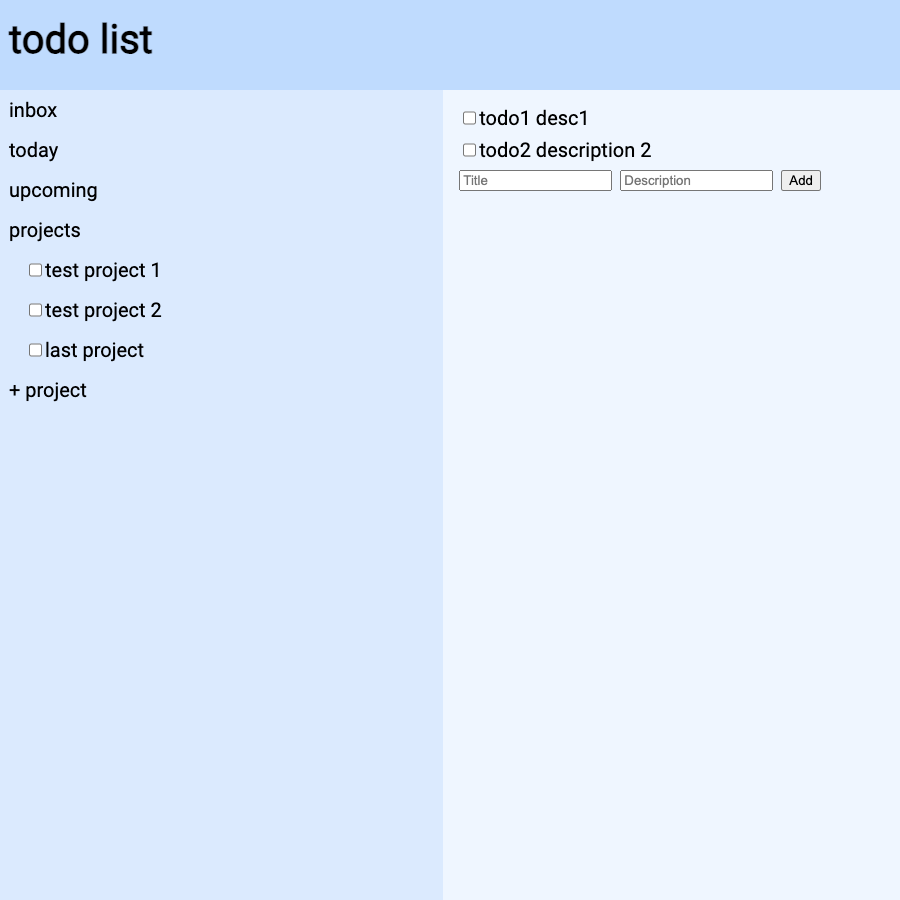 todo list
inbox
today
upcoming
projects
test project 1
test project 2
last project
+ project
todo1 desc1
todo2 description 2
Title Description Add